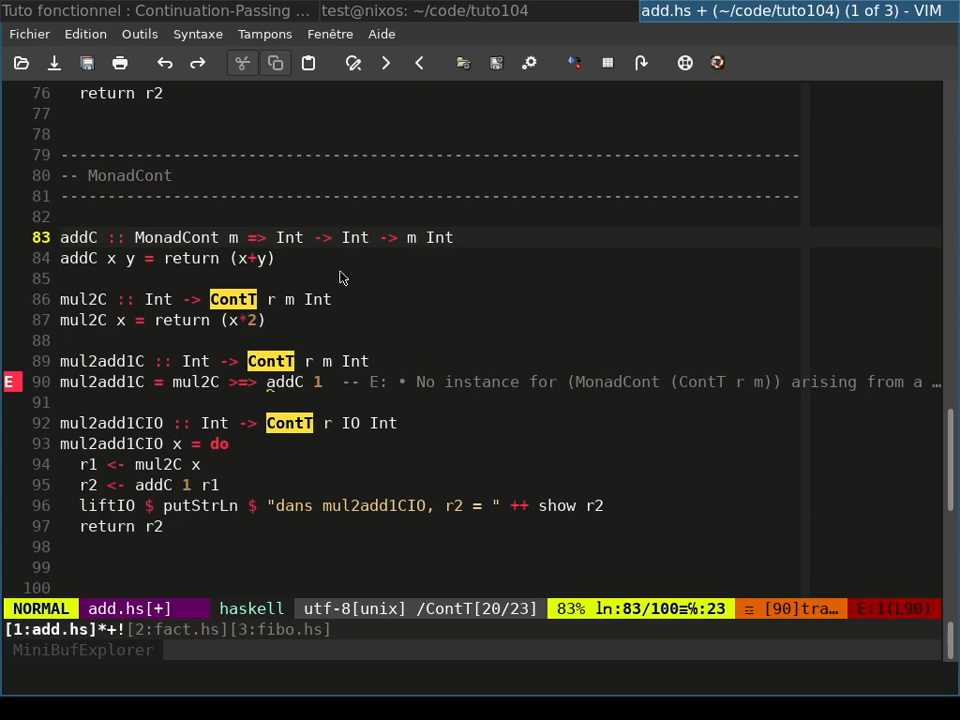 Tuto fonctionnel : Continuation-Passing ... test@nixos: ~/code/tuto104 add.hs + (~/code/tuto104) (1 of 3) - VIM
Fichier Edition Outils Syntaxe Tampons Fenêtre Aide
76 return r2
77
78
79 -------------------------------------------------------------------------------
80 -- MonadCont
81 -------------------------------------------------------------------------------
82
83 addC :: MonadCont m => Int -> Int -> m Int
84 addC x y = return (x+y)
85
86 mul2C :: Int -> ContT r m Int
87 mul2C x = return (x*2)
88
89 mul2add1C :: Int -> ContT r m Int
E 90 mul2add1C = mul2C >=> addC 1 -- E: • No instance for (MonadCont (ContT r m)) arising from a …
91
92 mul2add1CIO :: Int -> ContT r IO Int
93 mul2add1CIO x = do
94 r1 <- mul2C x
95 r2 <- addC 1 r1
96 liftIO $ putStrLn $ "dans mul2add1CIO, r2 = " ++ show r2
97 return r2
98
99
100
NORMAL add.hs[+] haskell utf-8[unix] /ContT[20/23] 83% ln:83/100≡℅:23 ☲ [90]tra… E:1(L90)
[1:add.hs]*+![2:fact.hs][3:fibo.hs]
MiniBufExplorer